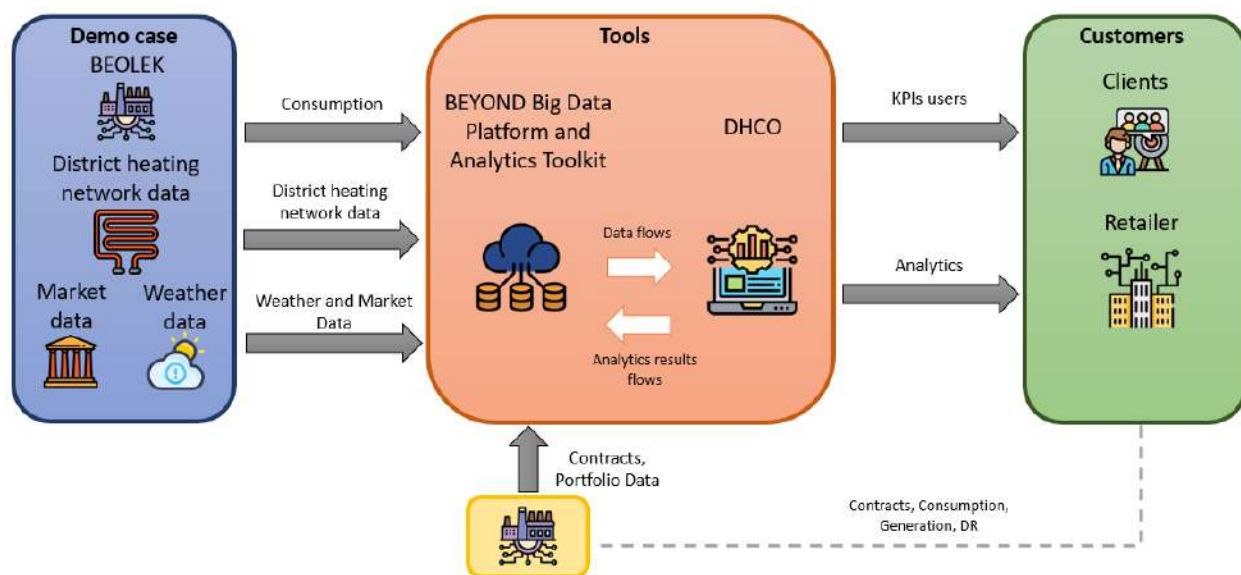 Demo case
BEOLEK
District heating
network data
Market
data
Weather
data
Consumption
District heating
network data
Weather and Market
Data
Tools
BEYOND Big Data
Platform and
Analytics Toolkit
DHCO
Data flows
Analytics results
flows
KPIs users
Analytics
Customers
Clients
Retailer
Contracts,
Portfolio Data
Contracts, Consumption,
Generation, DR